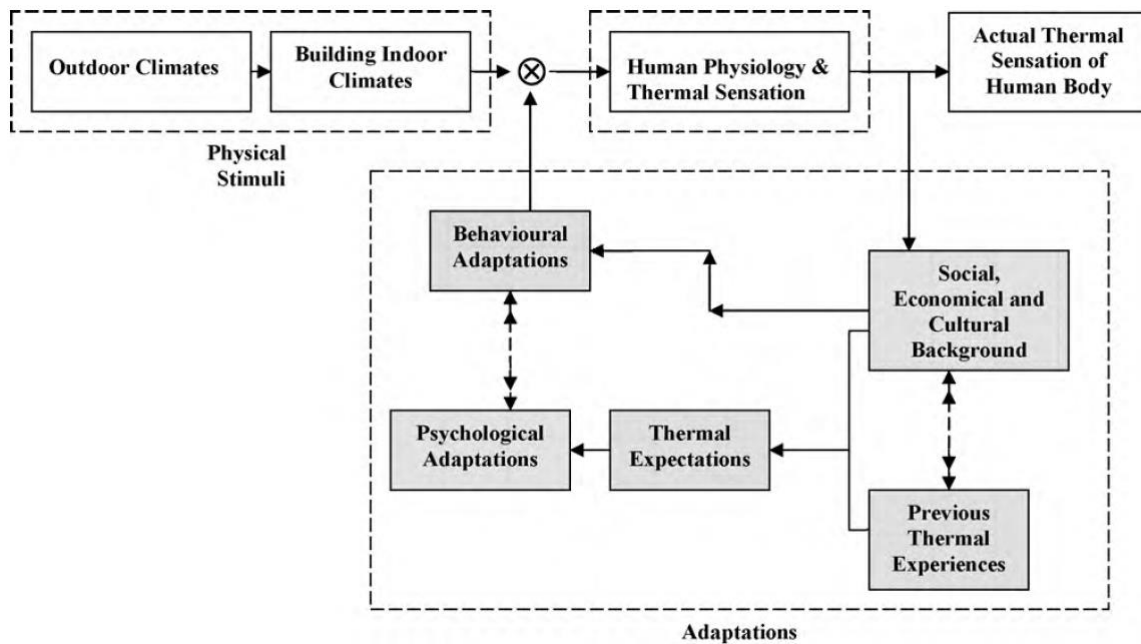 Outdoor Climates
Building Indoor
Climates
Human Physiology &
Thermal Sensation
Actual Thermal
Sensation of
Human Body
Physical
Stimuli
Behavioural
Adaptations
Social,
Economical and
Cultural
Background
Psychological
Adaptations
Thermal
Expectations
Previous
Thermal
Experiences
Adaptations